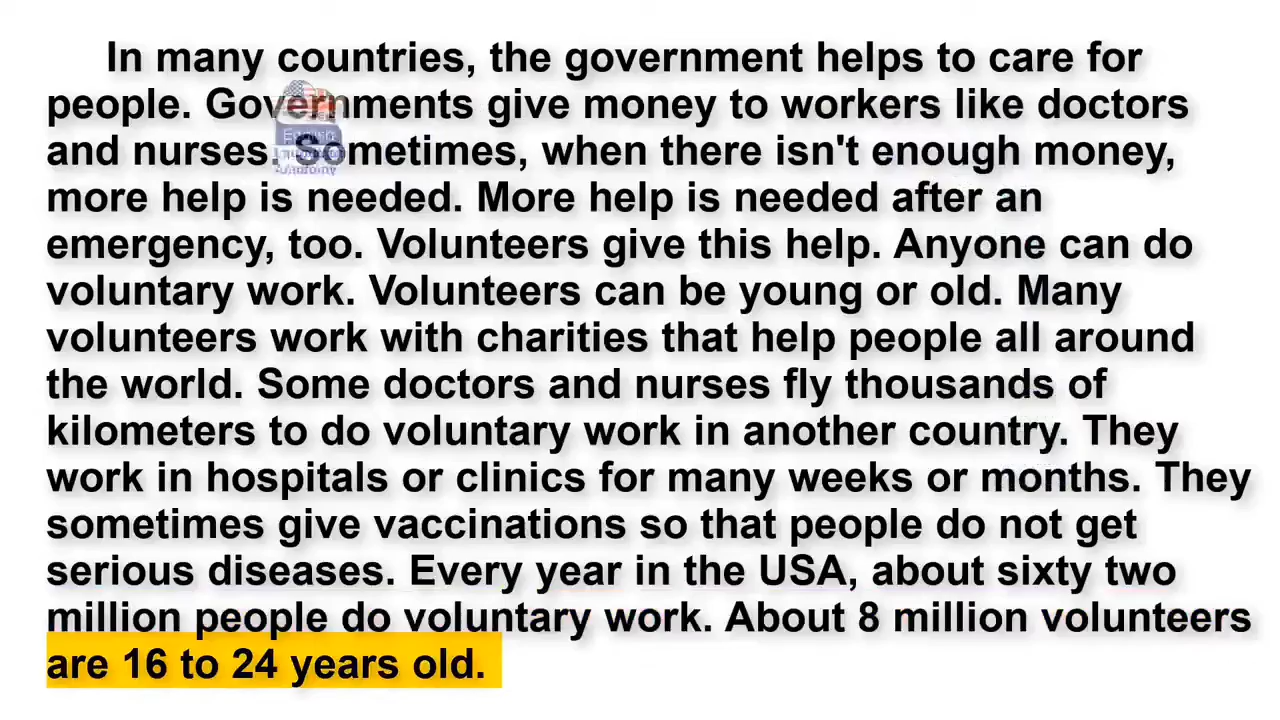 In many countries, the government helps to care for
people. Governments give money to workers like doctors
and nurses. Sometimes, when there isn't enough money,
more help is needed. More help is needed after an
emergency, too. Volunteers give this help. Anyone can do
voluntary work. Volunteers can be young or old. Many
volunteers work with charities that help people all around
the world. Some doctors and nurses fly thousands of
kilometers to do voluntary work in another country. They
work in hospitals or clinics for many weeks or months. They
sometimes give vaccinations so that people do not get
serious diseases. Every year in the USA, about sixty two
million people do voluntary work. About 8 million volunteers
are 16 to 24 years old.